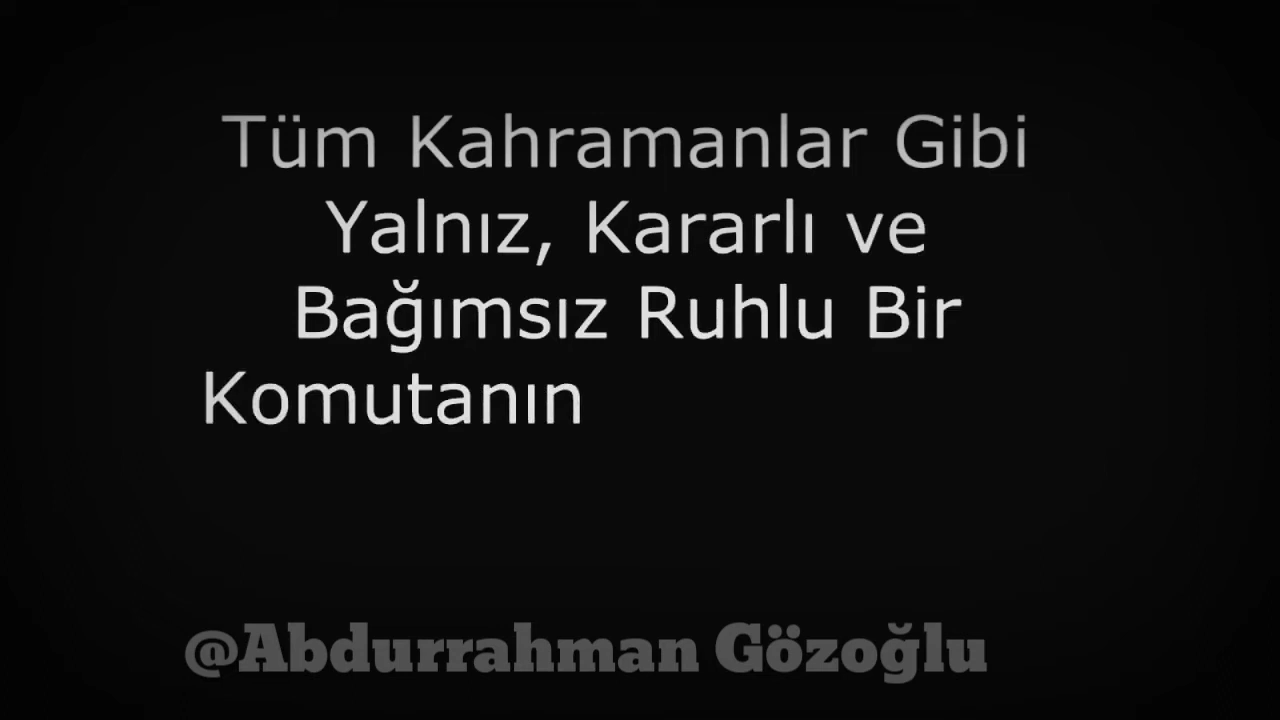 Tüm Kahramanlar Gibi
Yalnız, Kararlı ve
Bağımsız Ruhlu Bir
Komutanın
@Abdurrahman Gözoğlu